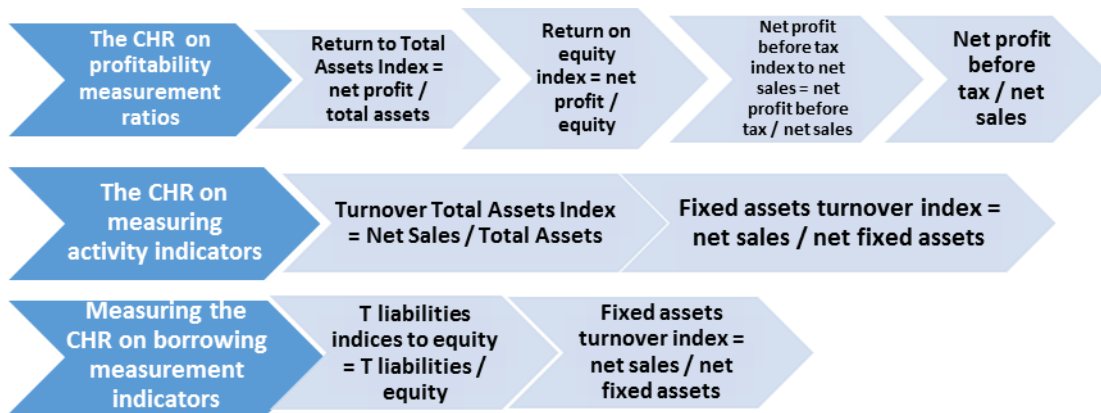 The CHR on
profitability
measurement
ratios
Return to Total
Assets Index =
net profit /
total assets
Return on
equity
index = net
profit /
equity
Net profit
before tax
index to net
sales = net
profit before
tax / net sales
Net profit
before
tax / net
sales
The CHR on
measuring
activity indicators
Turnover Total Assets Index
= Net Sales / Total Assets
Fixed assets turnover index =
net sales / net fixed assets
Measuring the
CHR on borrowing
measurement
indicators
T liabilities
indices to equity
= T liabilities /
equity
Fixed assets
turnover index =
net sales / net
fixed assets